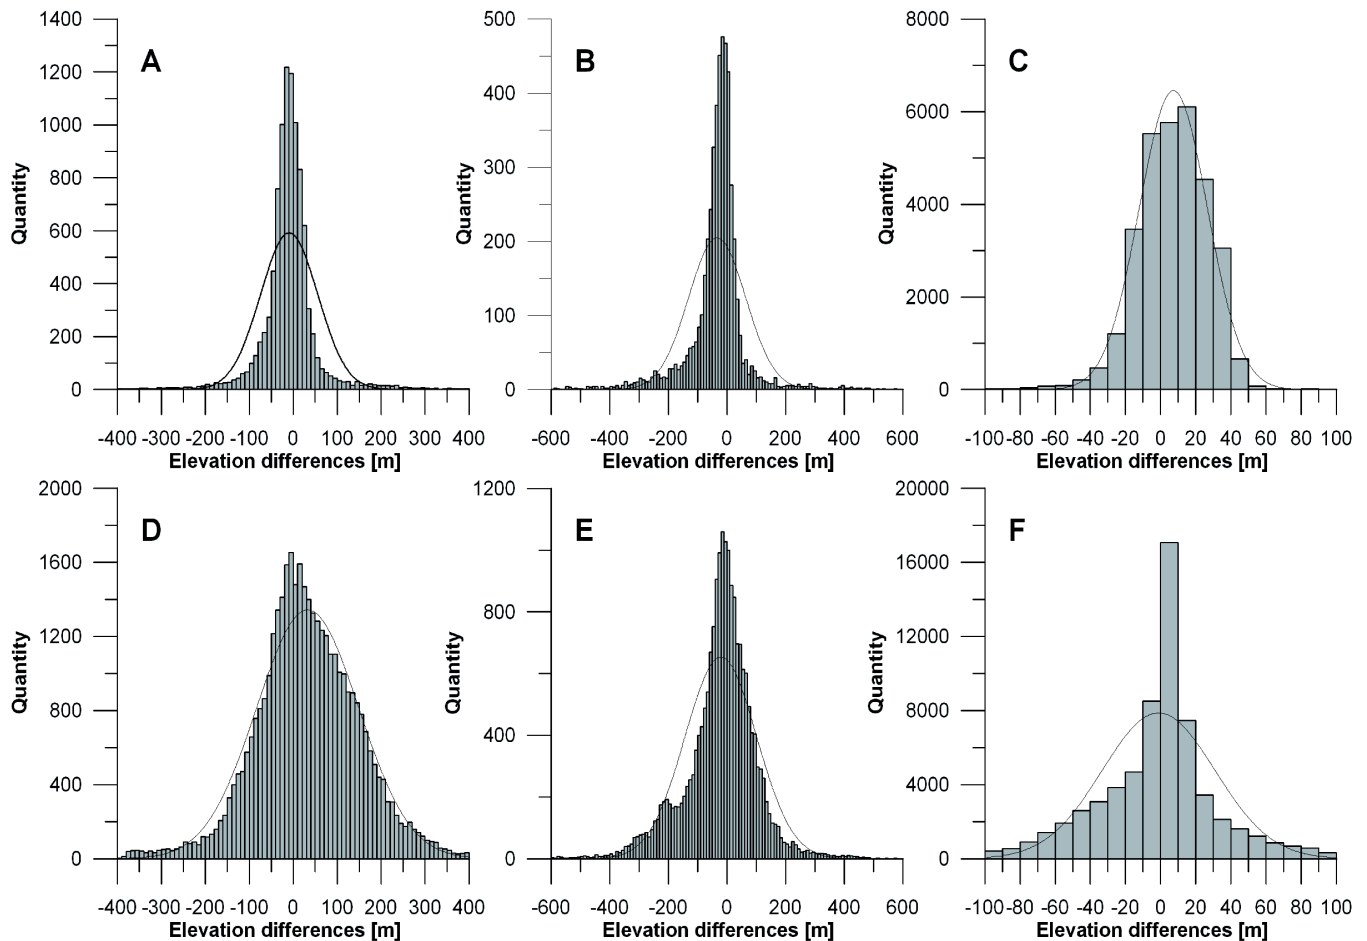 A
1400
1200
1000
800
600
400
200
0
Quantity
-400 -300 -200 -100 0 100 200 300 400
Elevation differences [m]
B
500
400
300
200
100
0
Quantity
-600 -400 -200 0 200 400 600
Elevation differences [m]
C
8000
6000
4000
2000
0
Quantity
-100 -80 -60 -40 -20 0 20 40 60 80 100
Elevation differences [m]
D
2000
1600
1200
800
400
0
Quantity
-400 -300 -200 -100 0 100 200 300 400
Elevation differences [m]
E
1200
800
400
0
Quantity
-600 -400 -200 0 200 400 600
Elevation differences [m]
F
20000
16000
12000
8000
4000
0
Quantity
-100 -80 -60 -40 -20 0 20 40 60 80 100
Elevation differences [m]